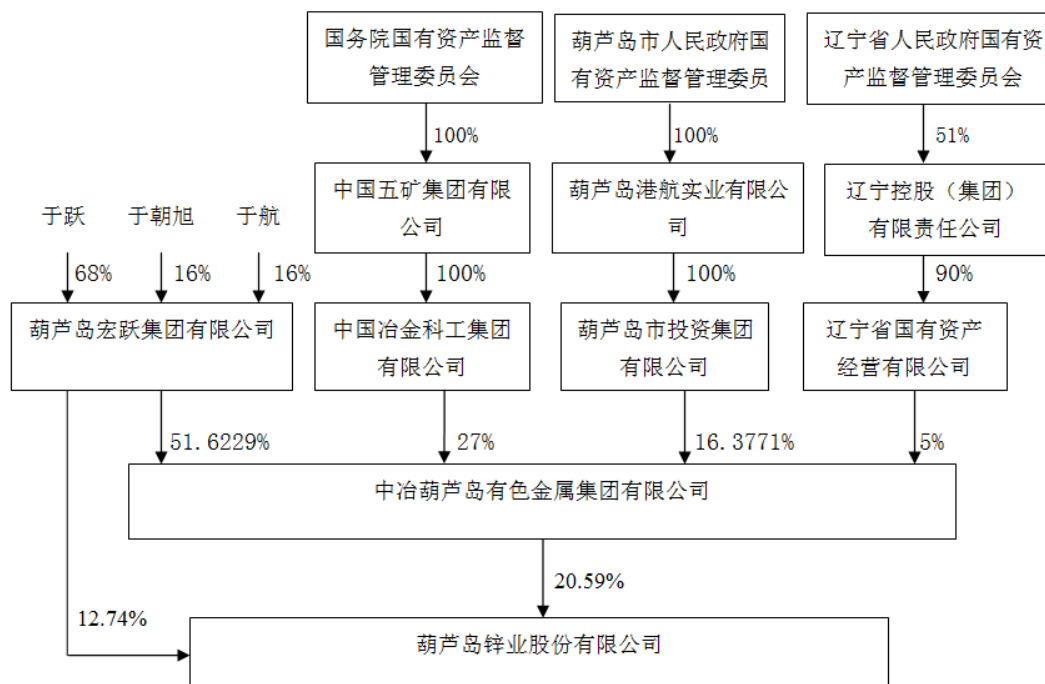 国务院国有资产监督
管理委员会
葫芦岛市人民政府国
有资产监督管理委员
辽宁省人民政府国有资
产监督管理委员会
100%
100%
51%
中国五矿集团有限
公司
葫芦岛港航实业有限公
司
辽宁控股（集团）
有限责任公司
于跃
于朝旭
于航
68%
16%
16%
100%
100%
90%
葫芦岛宏跃集团有限公司
中国冶金科工集团
有限公司
葫芦岛市投资集团
有限公司
辽宁省国有资产
经营有限公司
51.6229%
27%
16.3771%
5%
中冶葫芦岛有色金属集团有限公司
20.59%
12.74%
葫芦岛锌业股份有限公司